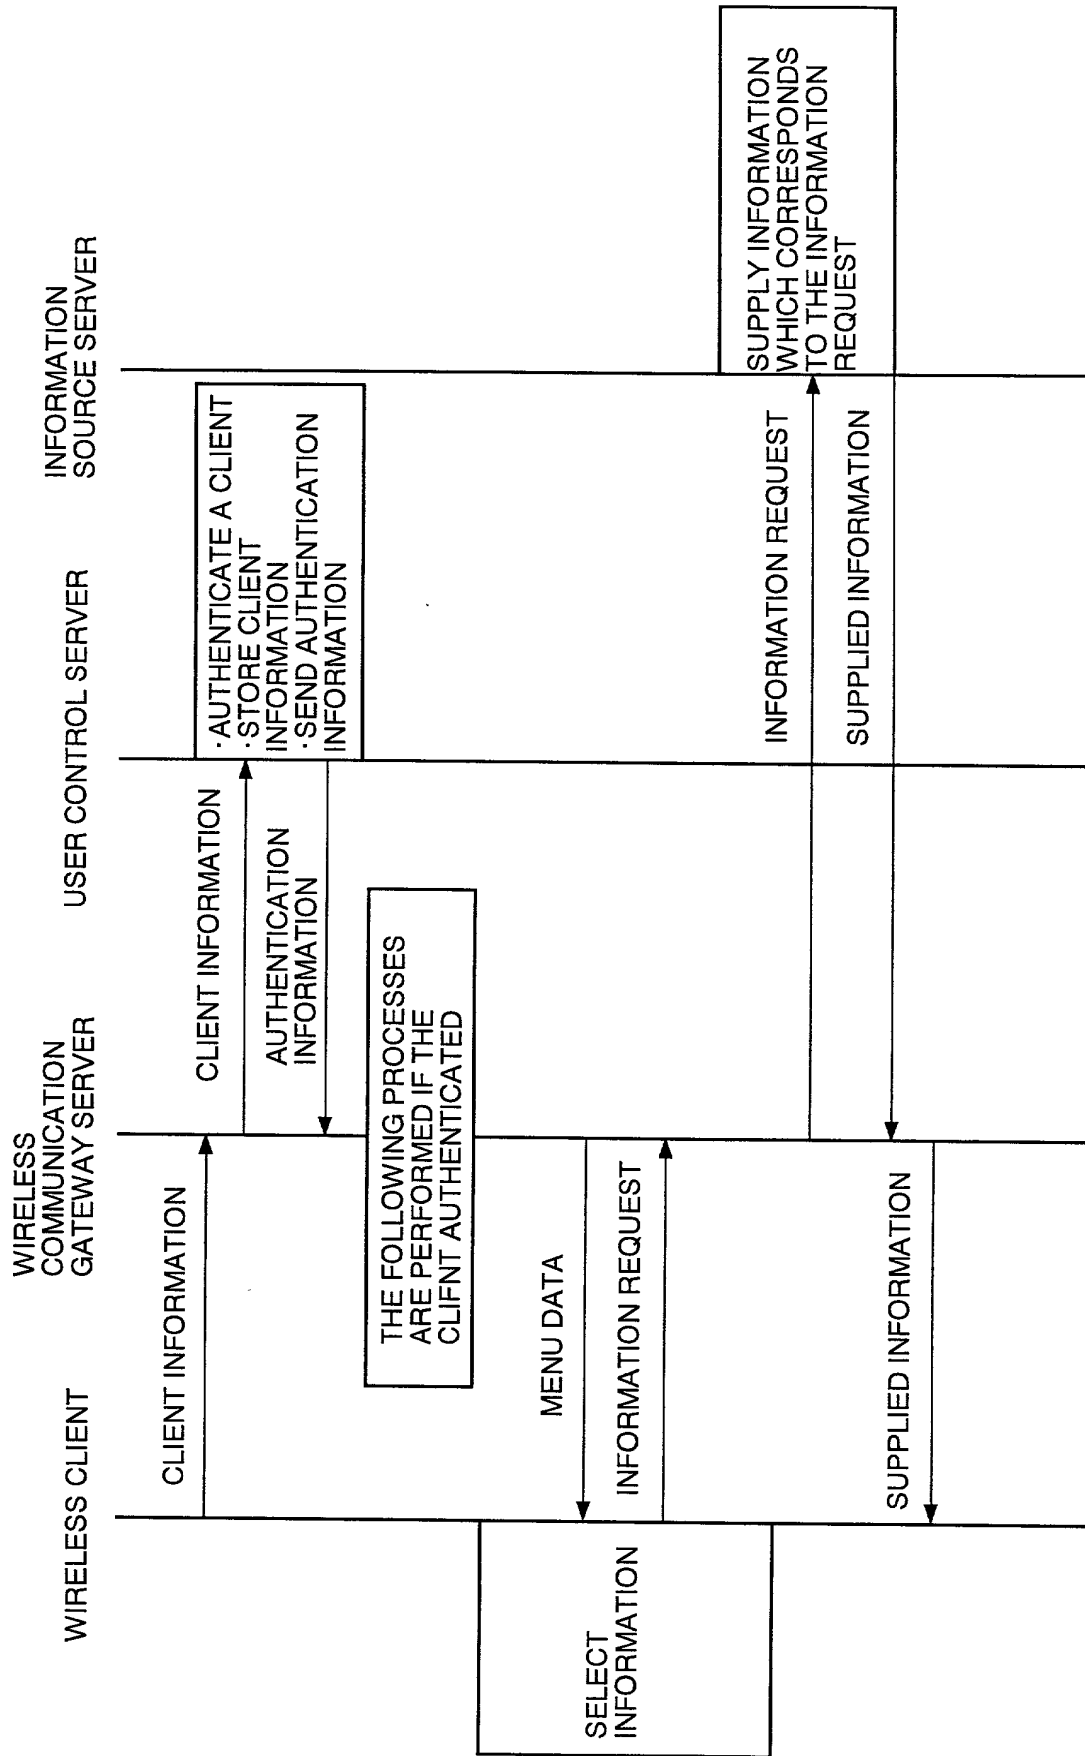 WIRELESS CLIENT
WIRELESS
COMMUNICATION
GATEWAY SERVER
USER CONTROL SERVER
INFORMATION
SOURCE SERVER
CLIENT INFORMATION
CLIENT INFORMATION
·AUTHENTICATE A CLIENT
·STORE CLIENT
INFORMATION
·SEND AUTHENTICATION
INFORMATION
AUTHENTICATION
INFORMATION
THE FOLLOWING PROCESSES
ARE PERFORMED IF THE
CLIFNT AUTHENTICATED
MENU DATA
SELECT
INFORMATION
INFORMATION REQUEST
INFORMATION REQUEST
SUPPLY INFORMATION
WHICH CORRESPONDS
TO THE INFORMATION
REQUEST
SUPPLIED INFORMATION
SUPPLIED INFORMATION